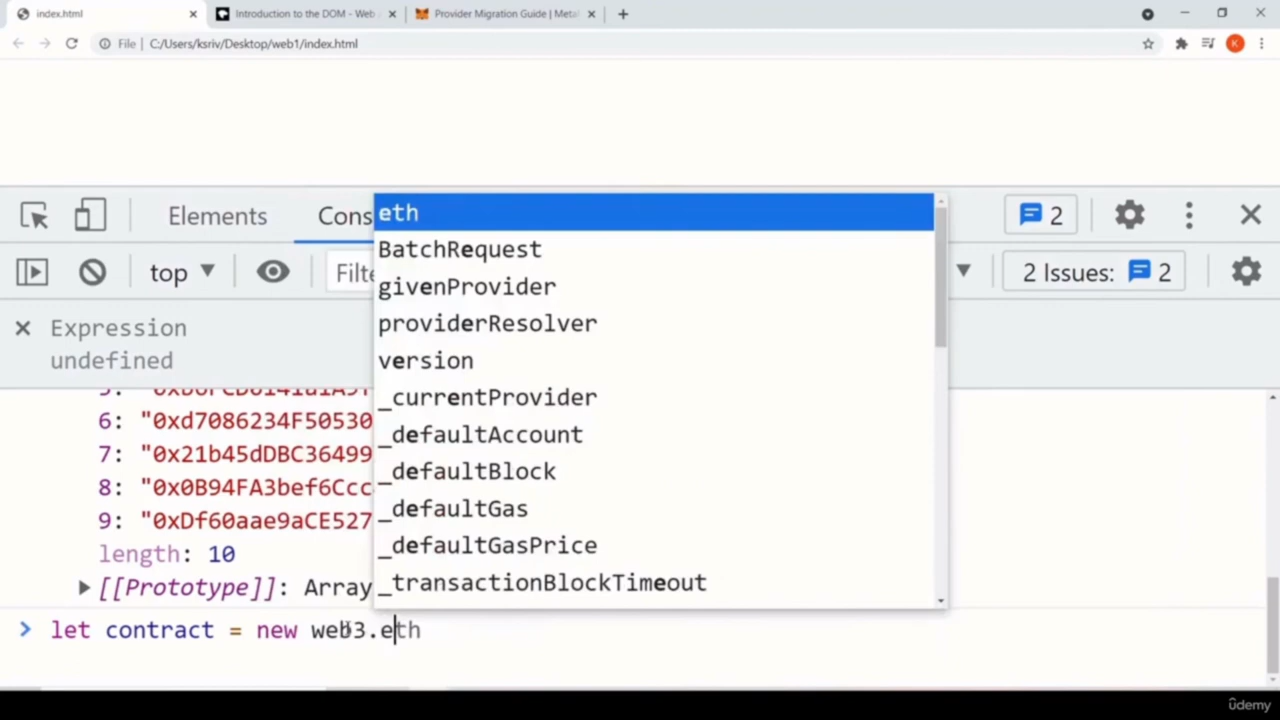 index.html
Introduction to the DOM - Web
Provider Migration Guide | Meta
File | C:/Users/ksriv/Desktop/web1/index.html
K
Elements
Cons
2
top
Filte
2 Issues:
2
Expression
undefined
6: "0xd7086234F50530
7: "0x21b45dDBC36499
8: "0x0B94FA3bef6Ccc
9: "0xDf60aae9aCE527
length: 10
[[Prototype]]: Array
eth
BatchRequest
givenProvider
providerResolver
version
_currentProvider
_defaultAccount
_defaultBlock
_defaultGas
_defaultGasPrice
_transactionBlockTimeout
> let contract = new web3.eth
ûdemy